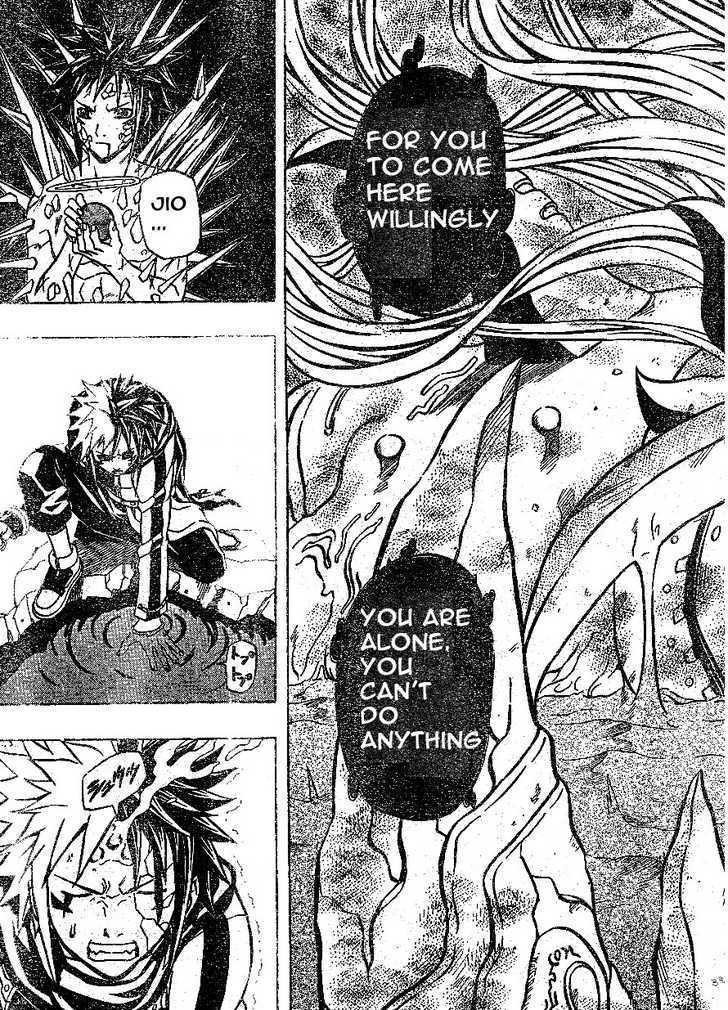 FOR YOU
TO COME
HERE
WILLINGLY
YOU ARE
ALONE,
YOU
CAN'T
DO
ANYTHING
JIO
...